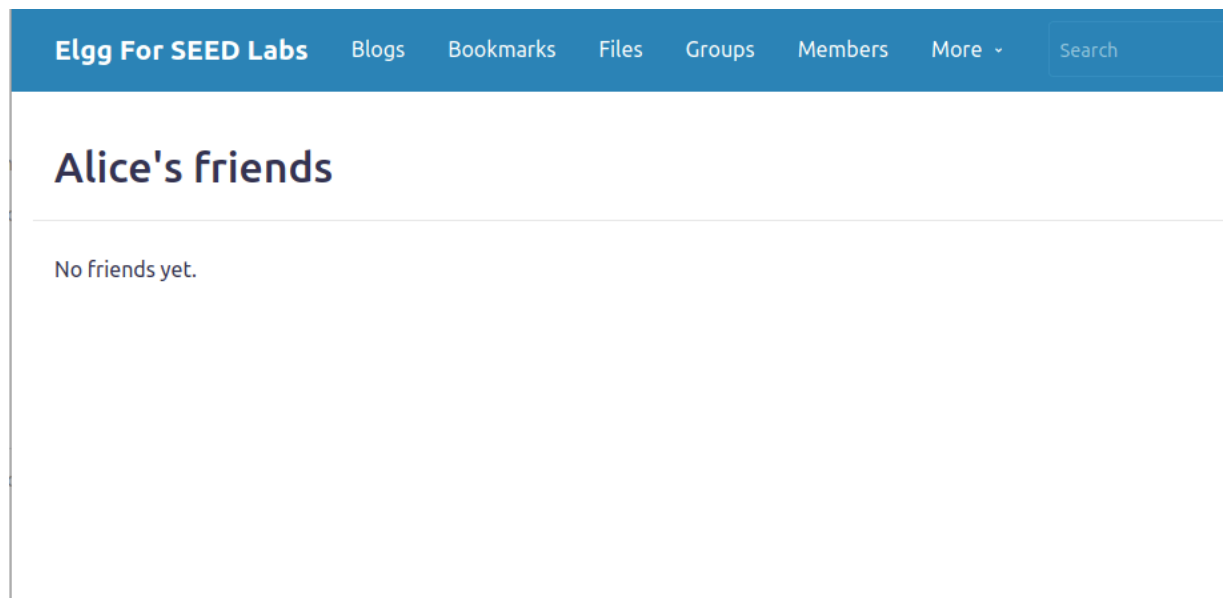 Elgg For SEED Labs Blogs Bookmarks Files Groups Members More Search
Alice's friends
No friends yet.